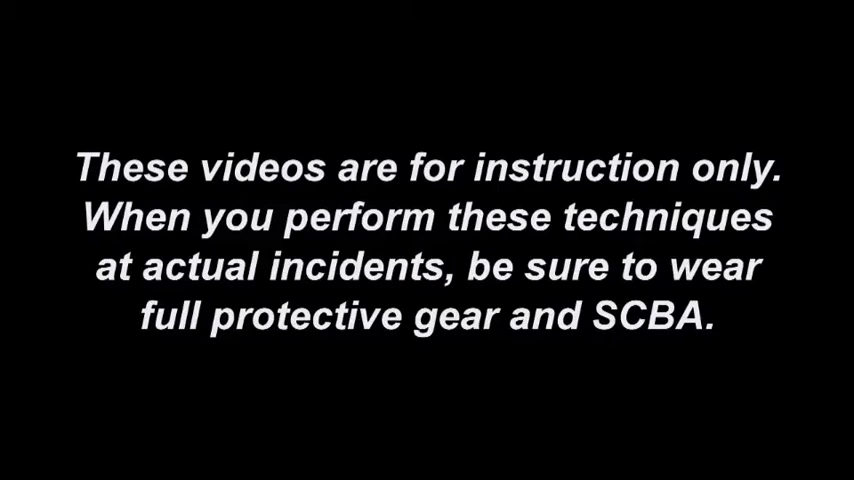 These videos are for instruction only.
When you perform these techniques
at actual incidents, be sure to wear
full protective gear and SCBA.